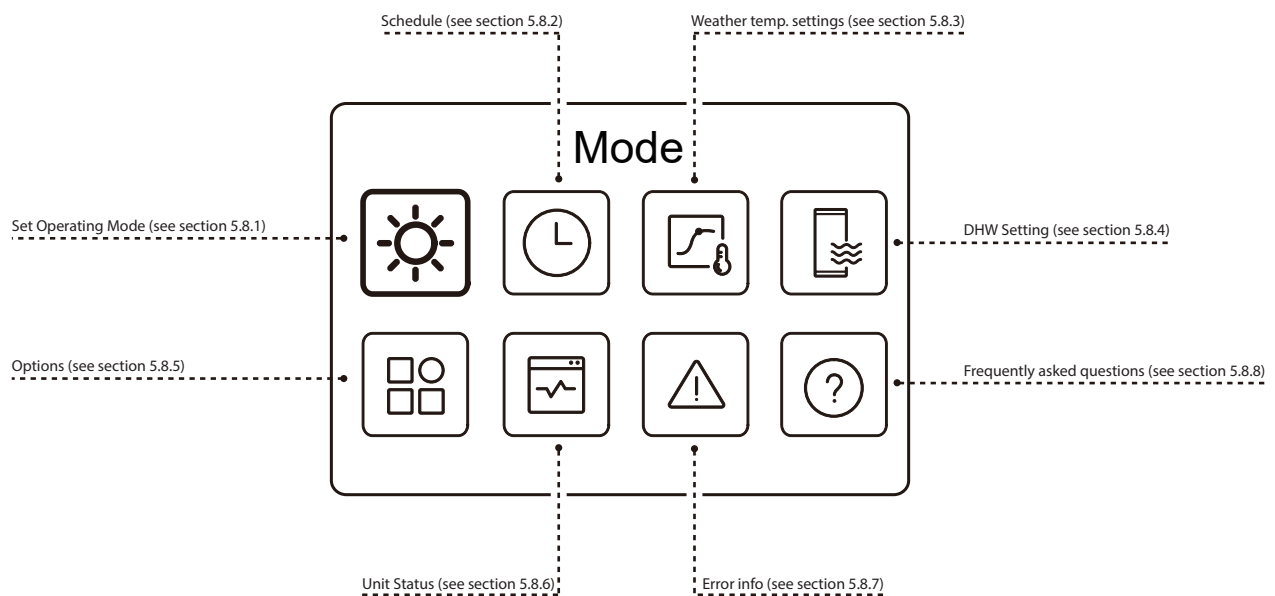 Schedule (see section 5.8.2)
Weather temp. settings (see section 5.8.3)
Mode
Set Operating Mode (see section 5.8.1)
DHW Setting (see section 5.8.4)
Options (see section 5.8.5)
Frequently asked questions (see section 5.8.8)
Unit Status (see section 5.8.6)
Error info (see section 5.8.7)